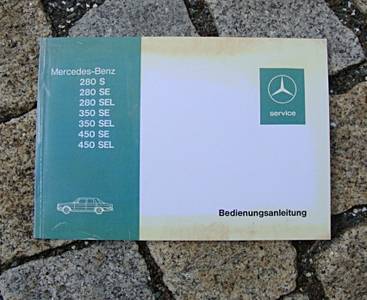 Mercedes-Benz
280 S
280 SE
280 SEL
350 SE
350 SEL
450 SE
450 SEL
service
Bedienungsanleitung